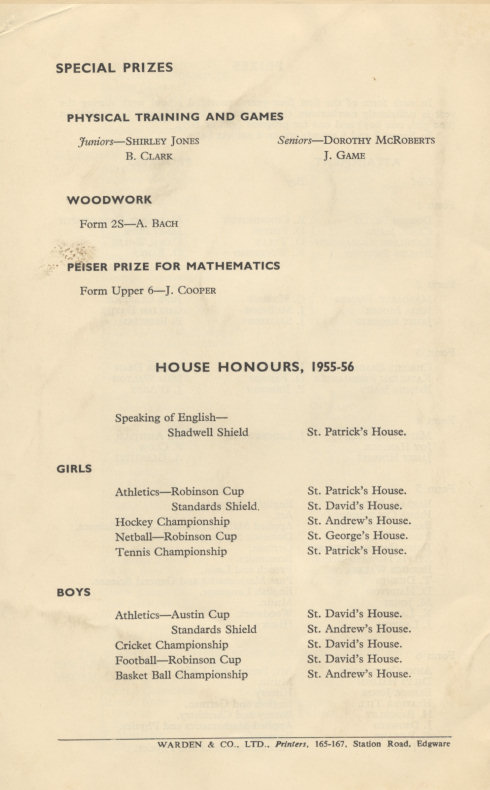 SPECIAL PRIZES
PHYSICAL TRAINING AND GAMES
Juniors—SHIRLEY JONES Seniors—DOROTHY MCROBERTS
B. CLARK J. GAME
WOODWORK
Form 2S—A. BACH
PEISER PRIZE FOR MATHEMATICS
Form Upper 6—J. COOPER
HOUSE HONOURS, 1955-56
Speaking of English—
Shadwell Shield St. Patrick's House.
GIRLS
Athletics—Robinson Cup St. Patrick's House.
Standards Shield. St. David's House.
Hockey Championship St. Andrew's House.
Netball—Robinson Cup St. George's House.
Tennis Championship St. Patrick's House.
BOYS
Athletics—Austin Cup St. David's House.
Standards Shield St. Andrew's House.
Cricket Championship St. David's House.
Football—Robinson Cup St. David's House.
Basket Ball Championship St. Andrew's House.
WARDEN & CO., LTD., Printers, 165-167, Station Road, Edgware